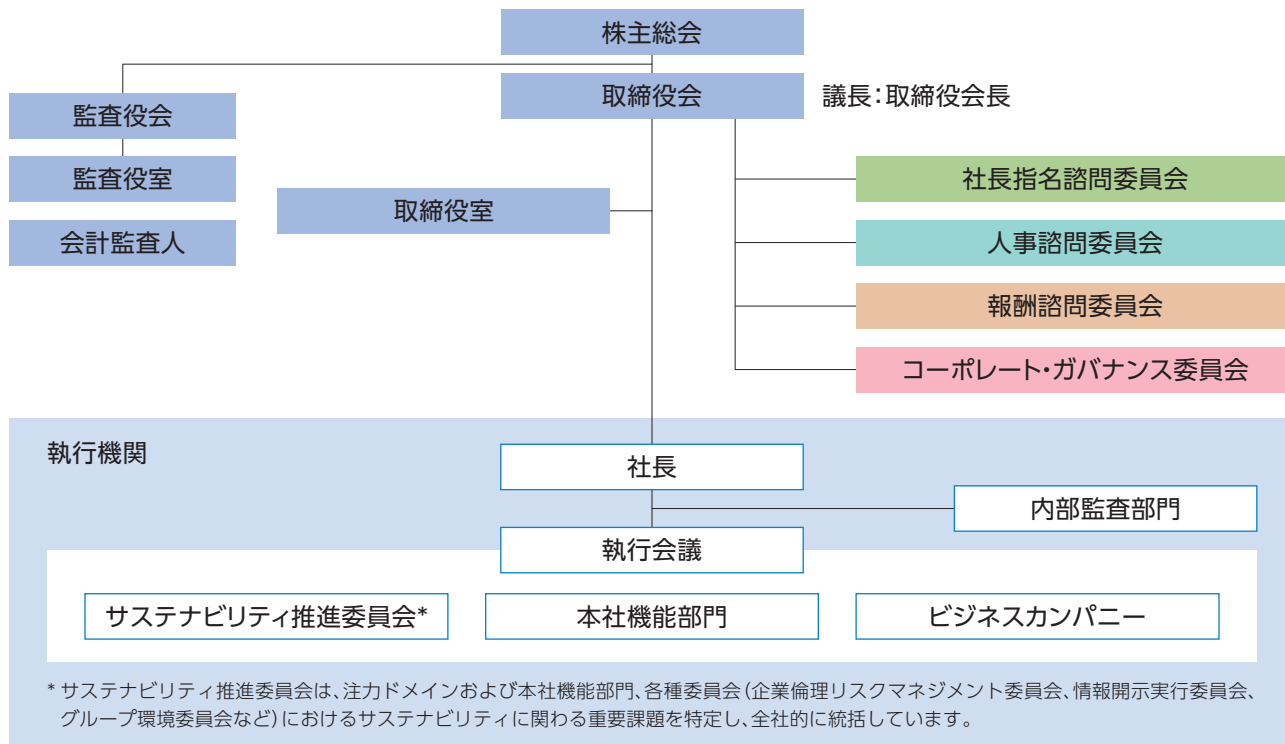 株主総会
取締役会
議長：取締役会長
監査役会
監査役室
会計監査人
取締役室
社長指名諮問委員会
人事諮問委員会
報酬諮問委員会
コーポレート・ガバナンス委員会
執行機関
社長
内部監査部門
執行会議
サステナビリティ推進委員会*
本社機能部門
ビジネスカンパニー
* サステナビリティ推進委員会は、注力ドメインおよび本社機能部門、各種委員会（企業倫理リスクマネジメント委員会、情報開示実行委員会、
グループ環境委員会など）におけるサステナビリティに関わる重要課題を特定し、全社的に統括しています。